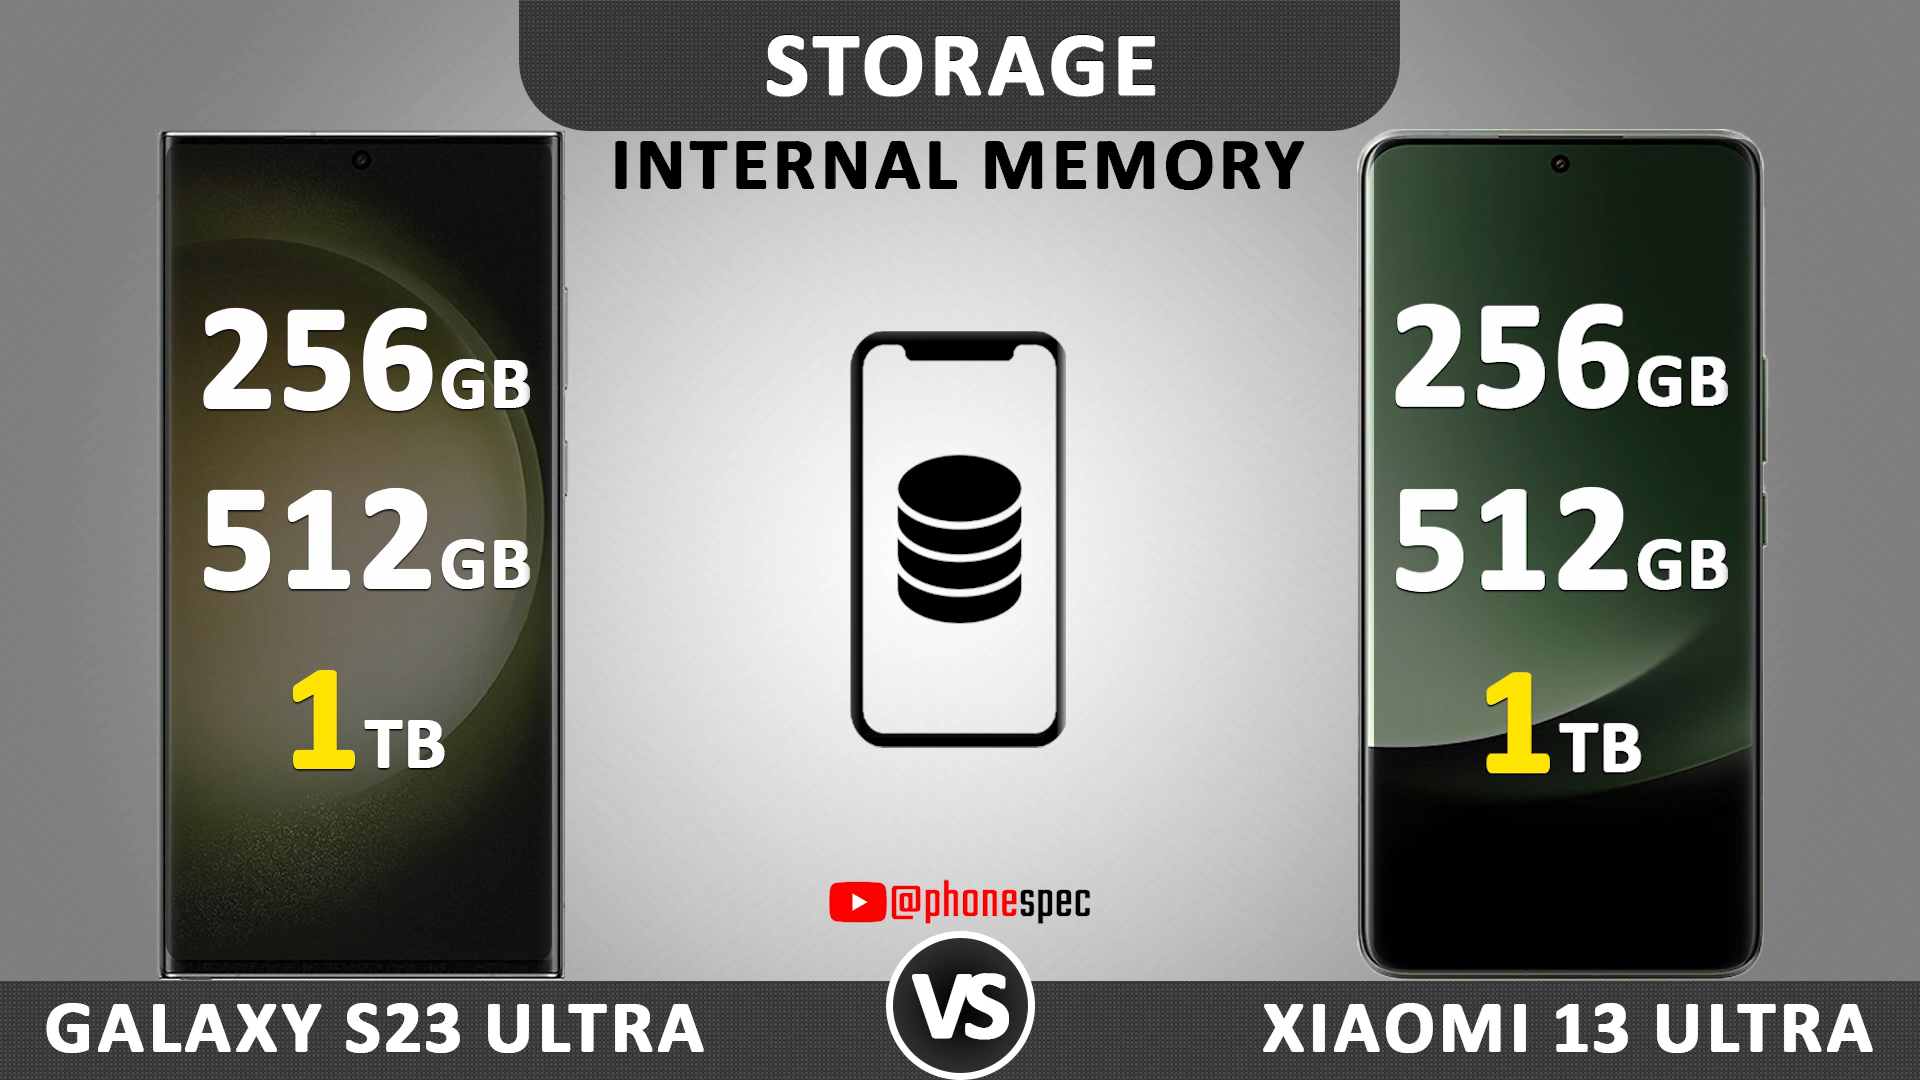 STORAGE
INTERNAL MEMORY
256GB
512GB
1TB
256GB
512GB
1TB
@phonespec
GALAXY S23 ULTRA
VS
XIAOMI 13 ULTRA